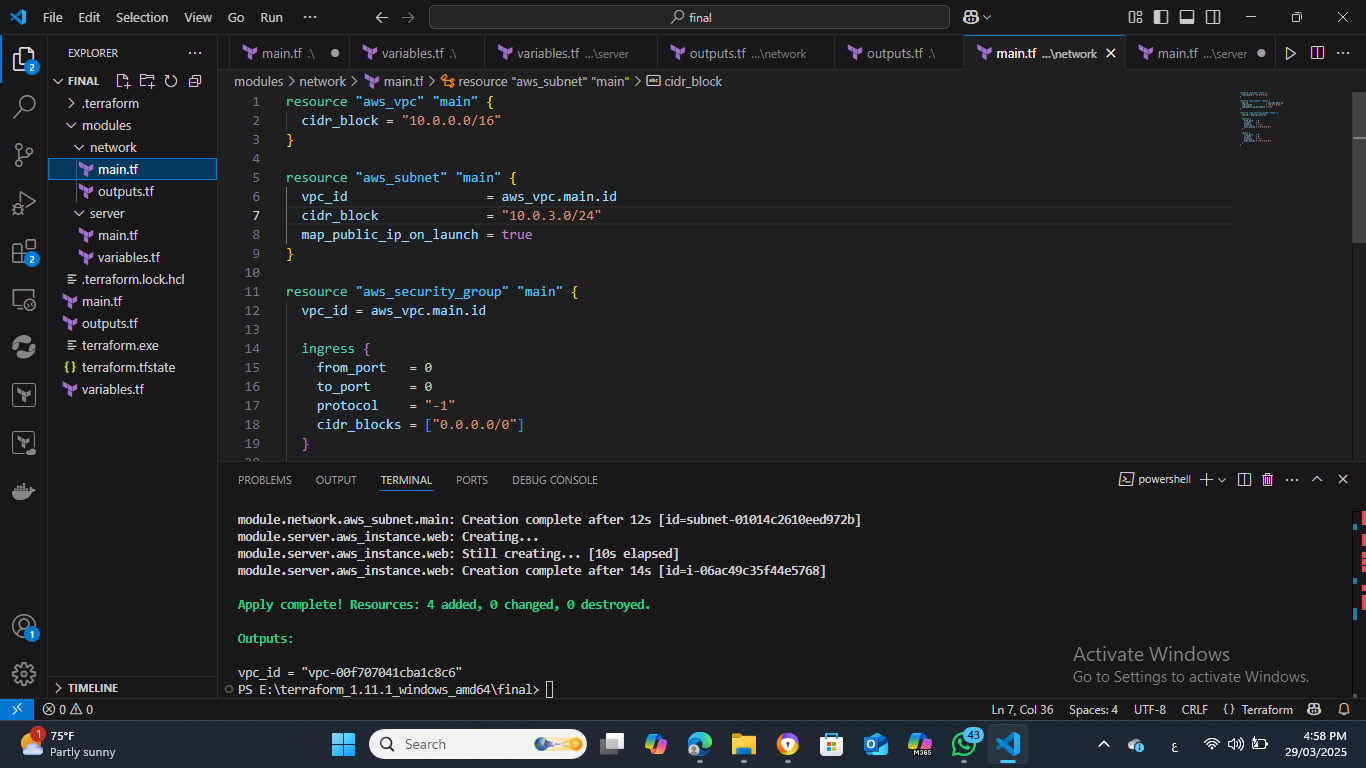 File Edit Selection View Go Run ··· final
EXPLORER
FINAL
.terraform
modules
network
main.tf
outputs.tf
server
main.tf
variables.tf
.terraform.lock.hcl
main.tf
outputs.tf
terraform.exe
terraform.tfstate
variables.tf
TIMELINE
2
2
1
main.tf .\ variables.tf .\ variables.tf ...\server outputs.tf ...\network outputs.tf .\ main.tf ...\network main.tf ...\server
modules > network > main.tf > resource "aws_subnet" "main" > cidr_block
1 resource "aws_vpc" "main" {
2 cidr_block = "10.0.0.0/16"
3 }
4
5 resource "aws_subnet" "main" {
6 vpc_id = aws_vpc.main.id
7 cidr_block = "10.0.3.0/24"
8 map_public_ip_on_launch = true
9 }
10
11 resource "aws_security_group" "main" {
12 vpc_id = aws_vpc.main.id
13
14 ingress {
15 from_port = 0
16 to_port = 0
17 protocol = "-1"
18 cidr_blocks = ["0.0.0.0/0"]
19 }
PROBLEMS OUTPUT TERMINAL PORTS DEBUG CONSOLE powershell
module.network.aws_subnet.main: Creation complete after 12s [id=subnet-01014c2610eed972b]
module.server.aws_instance.web: Creating...
module.server.aws_instance.web: Still creating... [10s elapsed]
module.server.aws_instance.web: Creation complete after 14s [id=i-06ac49c35f44e5768]
Apply complete! Resources: 4 added, 0 changed, 0 destroyed.
Outputs:
vpc_id = "vpc-00f707041cba1c8c6"
PS E:\terraform_1.11.1_windows_amd64\final>
Activate Windows
Go to Settings to activate Windows.
0 0 Ln 7, Col 36 Spaces: 4 UTF-8 CRLF {} Terraform
1
75°F
Partly sunny
Search
M365
43
ع
4:58 PM
29/03/2025